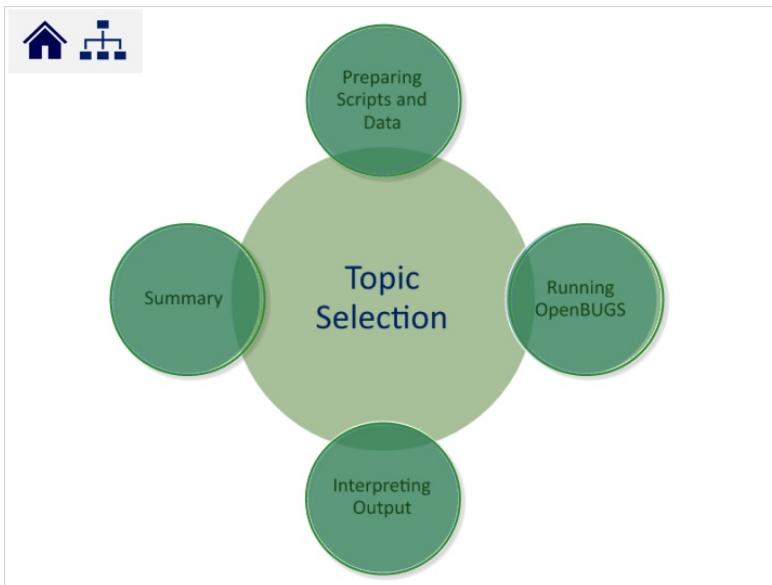 Preparing
Scripts and
Data
Topic
Selection
Summary
Running
OpenBUGS
Interpreting
Output